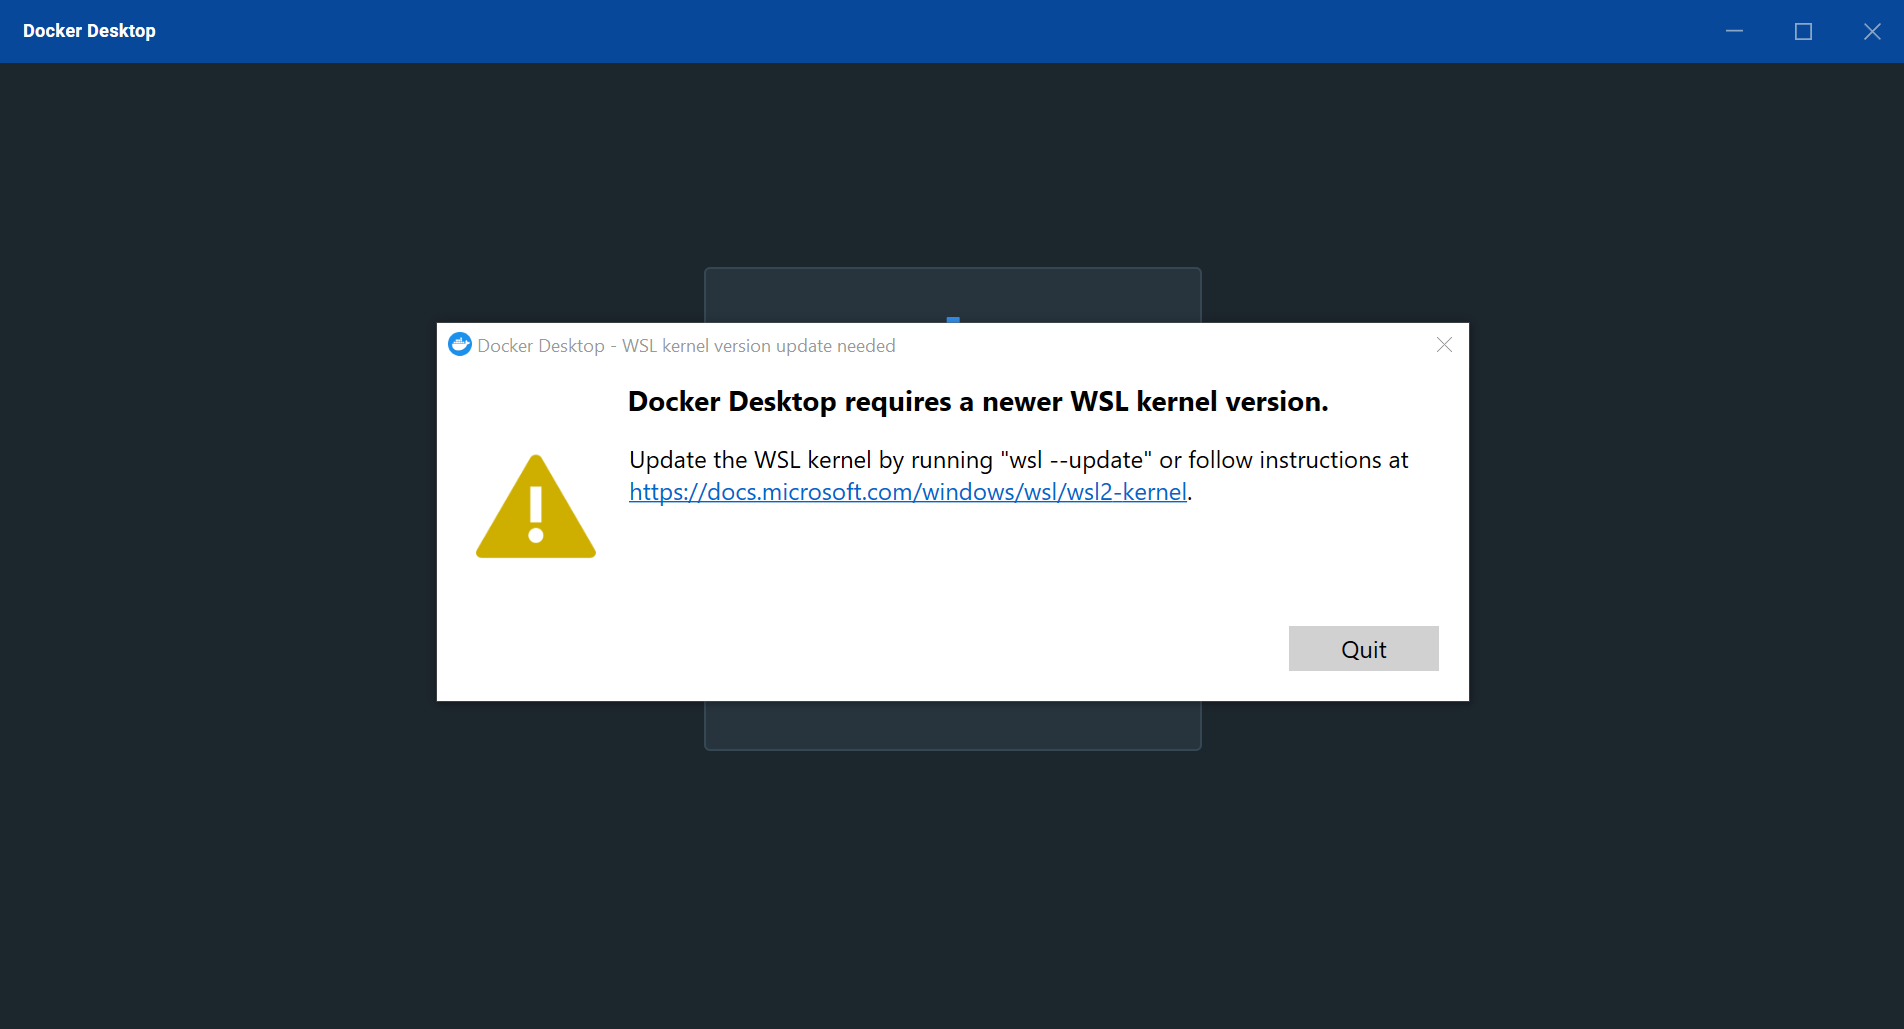 Docker Desktop
Docker Desktop - WSL kernel version update needed
Docker Desktop requires a newer WSL kernel version.
Update the WSL kernel by running "wsl --update" or follow instructions at
https://docs.microsoft.com/windows/wsl/wsl2-kernel.
Quit